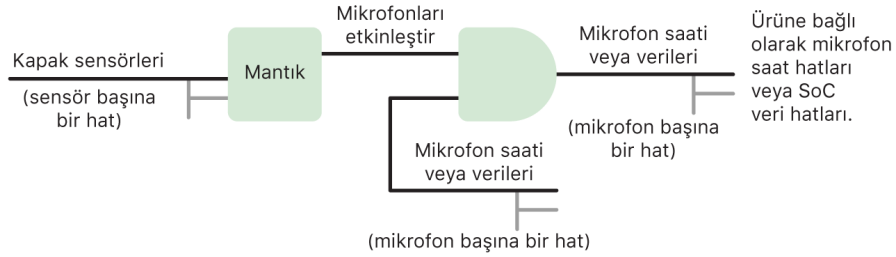 Kapak sensörleri
(sensör başına
bir hat)
Mantık
Mikrofonları
etkinleştir
Mikrofon saati
veya verileri
(mikrofon başına bir hat)
Mikrofon saati
veya verileri
(mikrofon başına
bir hat)
Ürüne bağlı
olarak mikrofon
saat hatları
veya SoC
veri hatları.